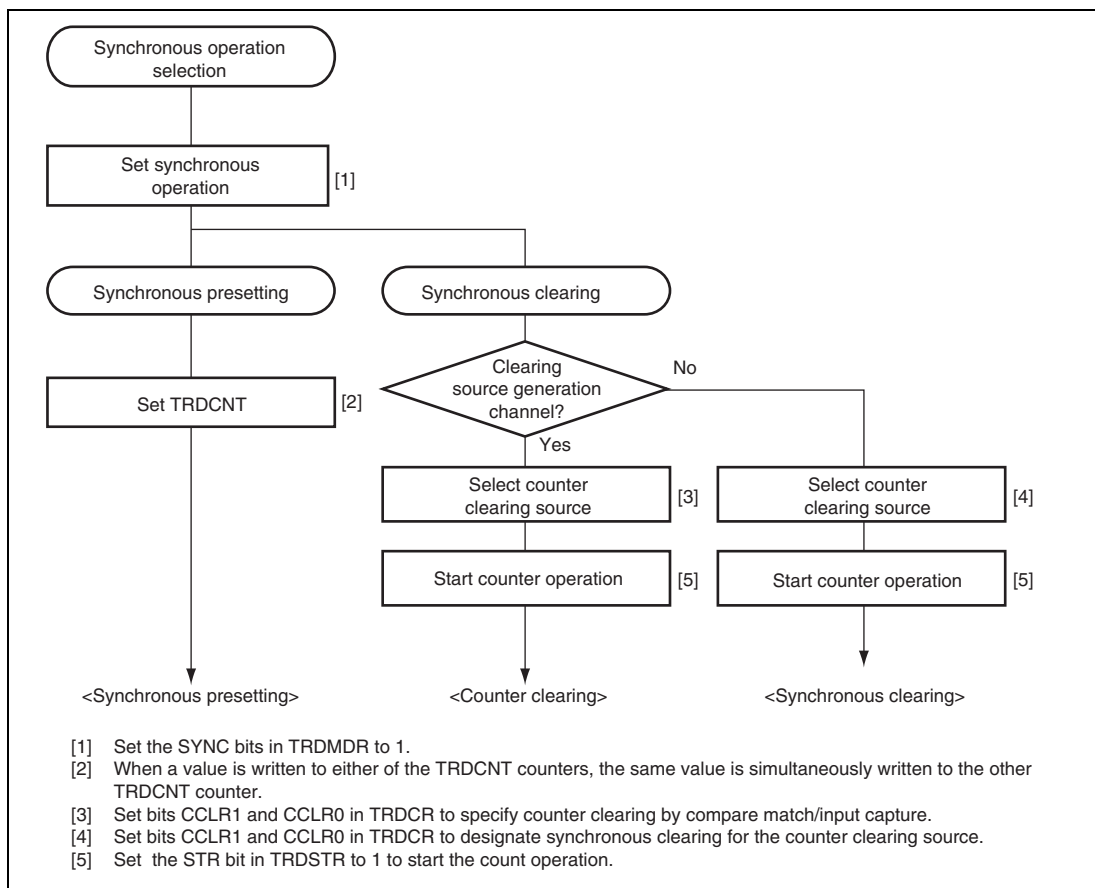 Synchronous operation
selection
Set synchronous
operation
[1]
Synchronous presetting
Synchronous clearing
Clearing
source generation
channel?
No
Yes
Set TRDCNT
[2]
Select counter
clearing source
[3]
Select counter
clearing source
[4]
Start counter operation
[5]
Start counter operation
[5]
<Synchronous presetting>
<Counter clearing>
<Synchronous clearing>
[1] Set the SYNC bits in TRDMDR to 1.
[2] When a value is written to either of the TRDCNT counters, the same value is simultaneously written to the other
TRDCNT counter.
[3] Set bits CCLR1 and CCLR0 in TRDCR to specify counter clearing by compare match/input capture.
[4] Set bits CCLR1 and CCLR0 in TRDCR to designate synchronous clearing for the counter clearing source.
[5] Set the STR bit in TRDSTR to 1 to start the count operation.